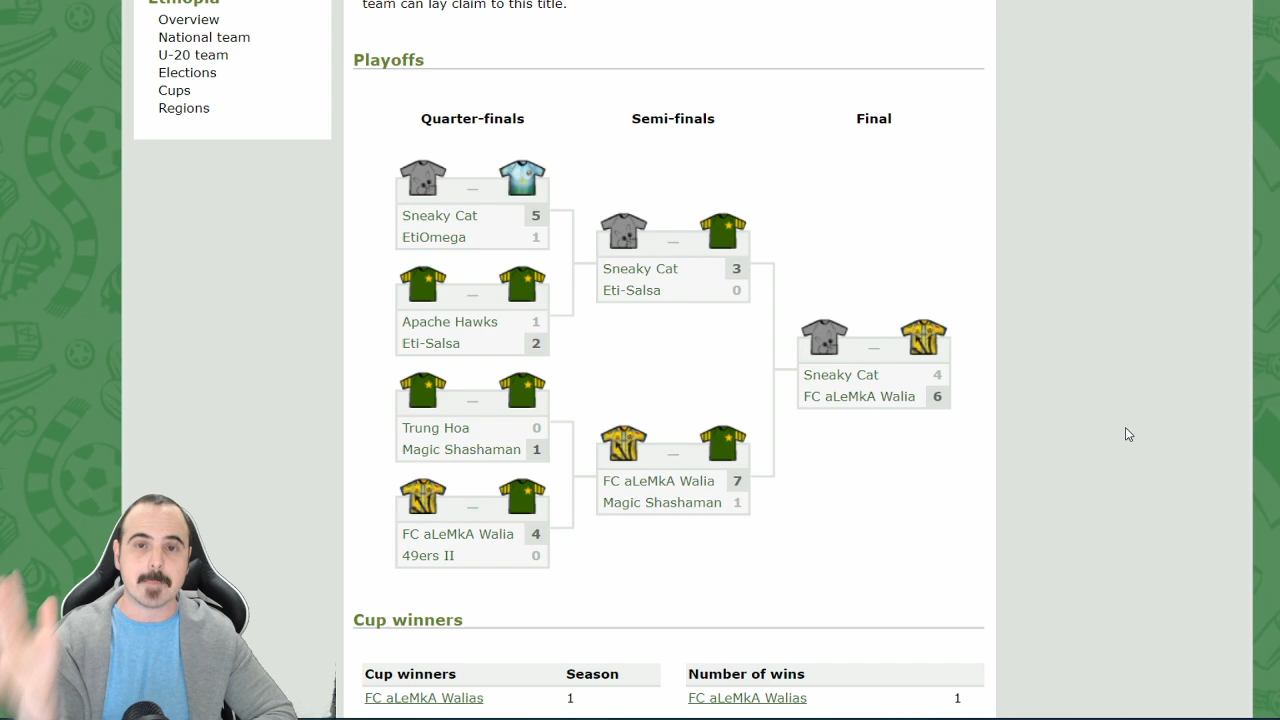 Ethiopia
Overview
National team
U-20 team
Elections
Cups
Regions
team can lay claim to this title.
Playoffs
Quarter-finals
Semi-finals
Final
—
Sneaky Cat 5
EtiOmega 1
—
Apache Hawks 1
Eti-Salsa 2
—
Trung Hoa 0
Magic Shashaman 1
—
FC aLeMkA Walia 4
49ers II 0
—
Sneaky Cat 3
Eti-Salsa 0
—
FC aLeMkA Walia 7
Magic Shashaman 1
—
Sneaky Cat 4
FC aLeMkA Walia 6
Cup winners
Cup winners Season
FC aLeMkA Walias 1
Number of wins
FC aLeMkA Walias 1